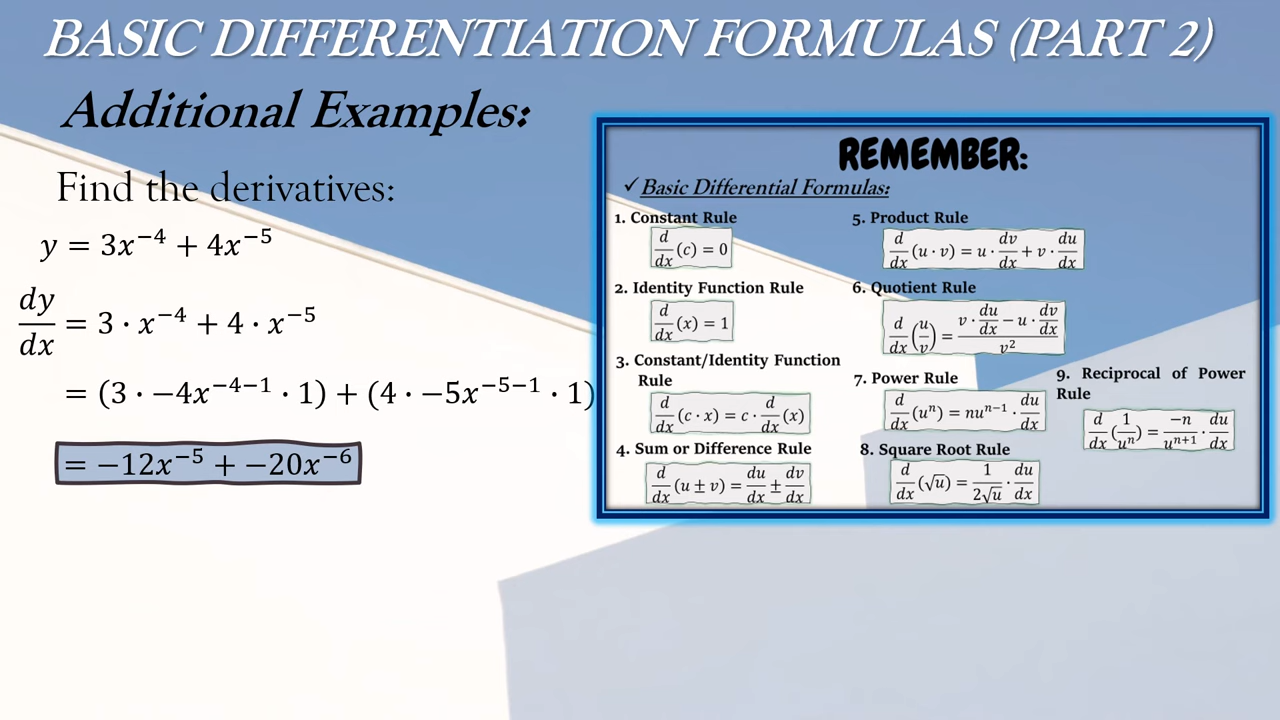 BASIC DIFFERENTIATION FORMULAS (PART 2)
Additional Examples:
Find the derivatives:
y = 3x⁻⁴ + 4x⁻⁵
dy/dx = 3 · x⁻⁴ + 4 · x⁻⁵
= (3 · −4x⁻⁴⁻¹ · 1) + (4 · −5x⁻⁵⁻¹ · 1)
= −12x⁻⁵ + −20x⁻⁶
REMEMBER:
✓ Basic Differential Formulas:
1. Constant Rule
d/dx (c) = 0
2. Identity Function Rule
d/dx (x) = 1
3. Constant/Identity Function
Rule
d/dx (c · x) = c · d/dx (x)
4. Sum or Difference Rule
d/dx (u ± v) = du/dx ± dv/dx
5. Product Rule
d/dx (u · v) = u · dv/dx + v · du/dx
6. Quotient Rule
d/dx (u/v) = (v · du/dx − u · dv/dx)/v²
7. Power Rule
d/dx (uⁿ) = nuⁿ⁻¹ · du/dx
8. Square Root Rule
d/dx (√u) = 1/(2√u) · du/dx
9. Reciprocal of Power
Rule
d/dx (1/uⁿ) = −n/uⁿ⁺¹ · du/dx